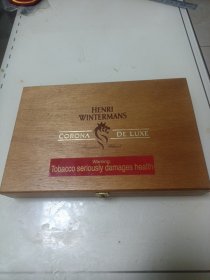 HENRI
WINTERMANS
CORONA DE LUXE
Warning:
Tobacco seriously damages health